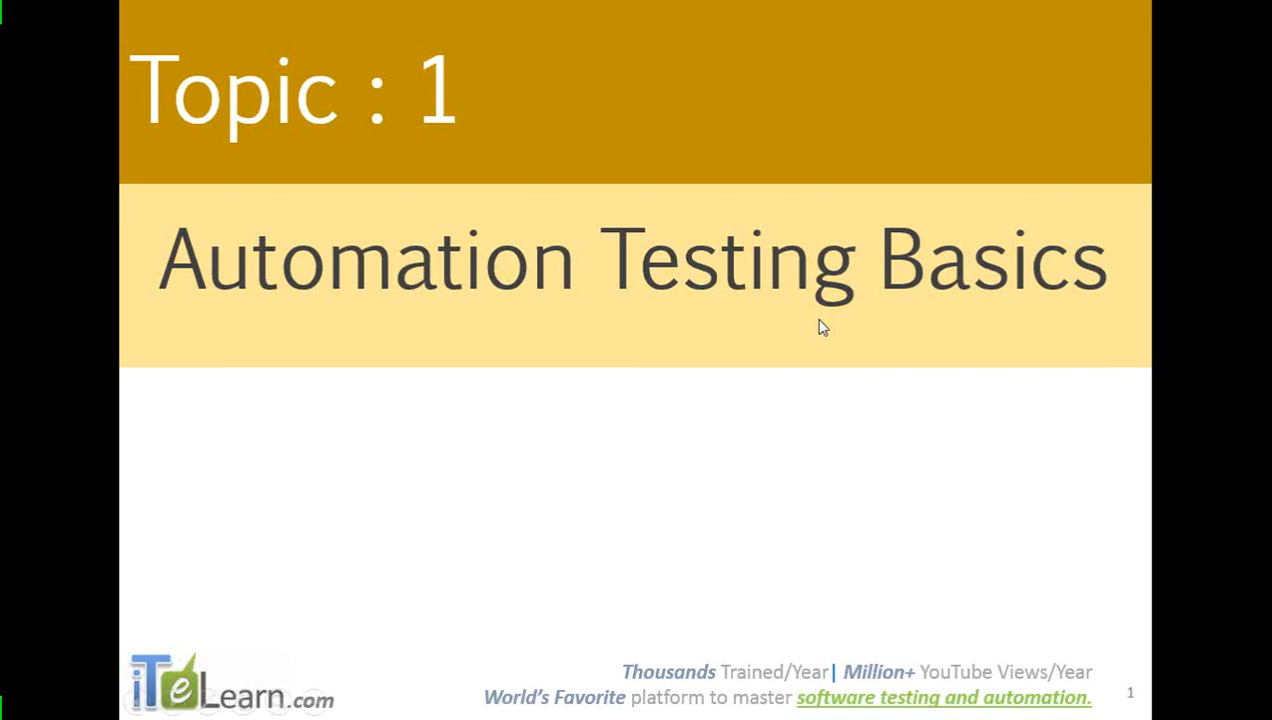 Topic : 1
Automation Testing Basics
iTeLearn.com
Thousands Trained/Year| Million+ YouTube Views/Year
World's Favorite platform to master software testing and automation.
1